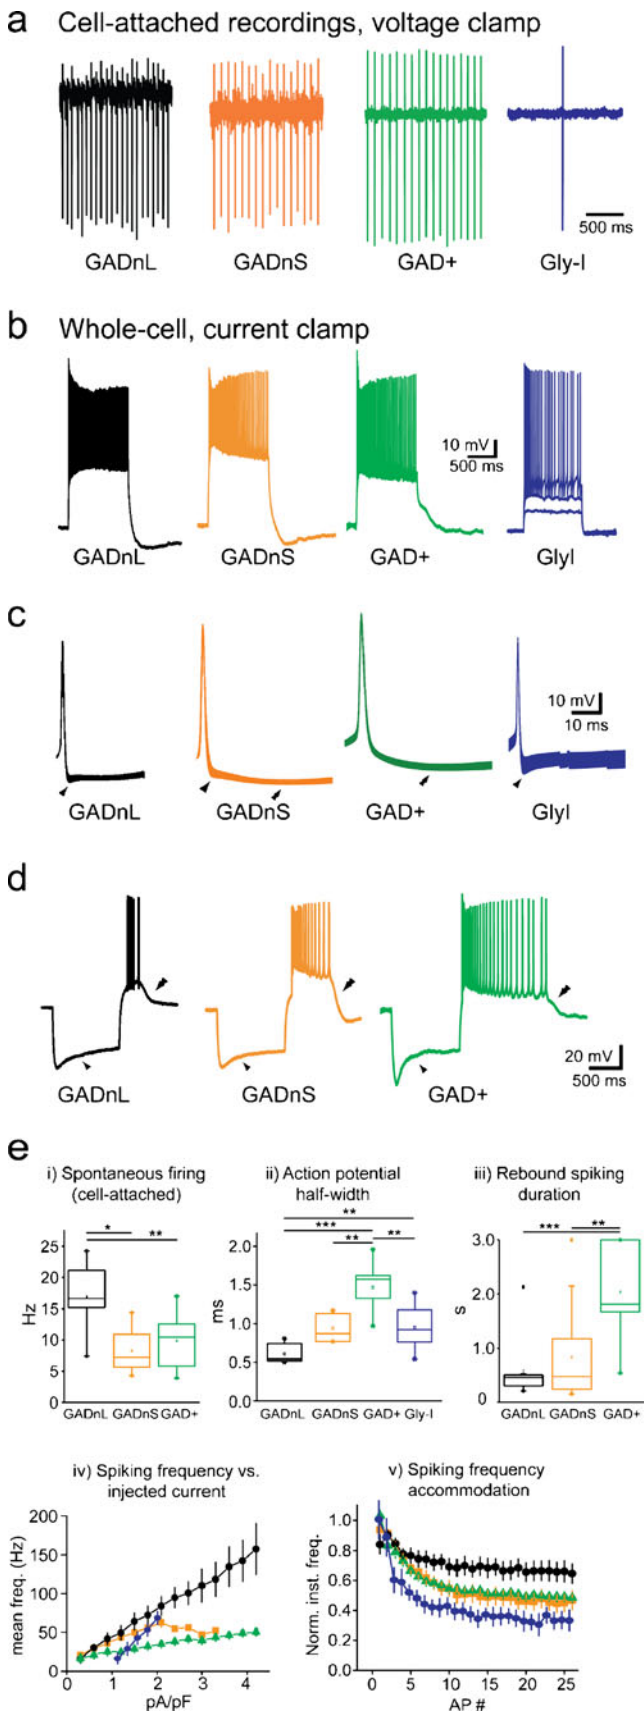 a Cell-attached recordings, voltage clamp
GADnL GADnS GAD+ Gly-I
500 ms
b Whole-cell, current clamp
10 mV
500 ms
GADnL GADnS GAD+ GlyI
c
10 mV
10 ms
GADnL GADnS GAD+ GlyI
d
20 mV
500 ms
GADnL GADnS GAD+
e
i) Spontaneous firing
(cell-attached)
* **
Hz
25
20
15
10
5
0
GADnL GADnS GAD+
ii) Action potential
half-width
**
***
** **
ms
2.0
1.5
1.0
0.5
0.0
GADnL GADnS GAD+ Gly-I
iii) Rebound spiking
duration
*** **
s
3.0
2.0
1.0
0
GADnL GADnS GAD+
iv) Spiking frequency vs.
injected current
mean freq. (Hz)
200
150
100
50
0
0 1 2 3 4
pA/pF
v) Spiking frequency
accommodation
Norm. inst. freq.
1.0
0.8
0.6
0.4
0.2
0.0
0 5 10 15 20 25
AP #